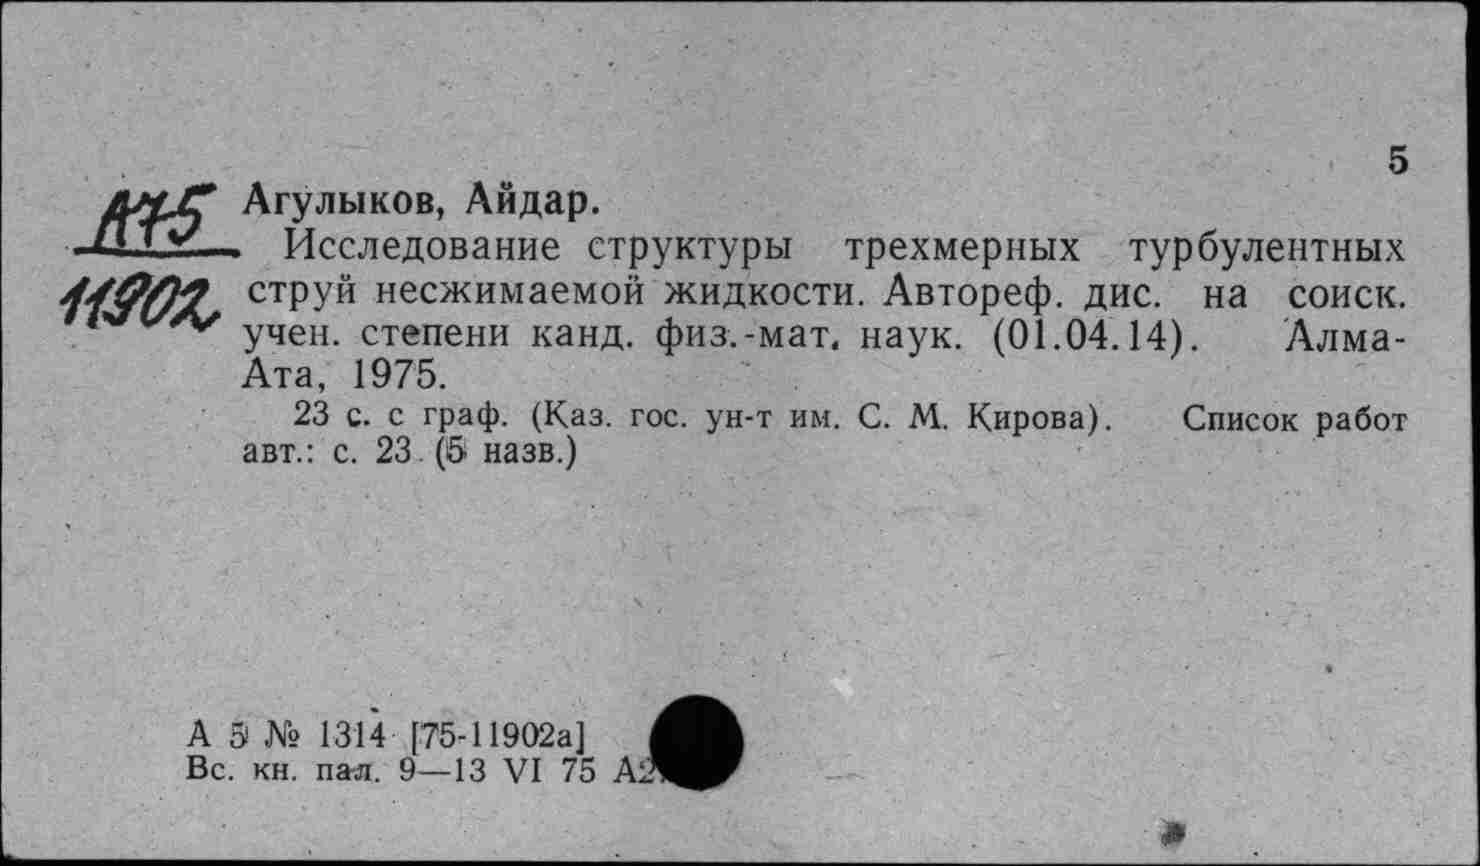 5
А75 Агулыков, Айдар.
Исследование структуры трехмерных турбулентных
11902 струй несжимаемой жидкости. Автореф. дис. на соиск.
учен. степени канд. физ.-мат. наук. (01.04.14). Алма-
Ата, 1975.
23 с. с граф. (Каз. гос. ун-т им. С. М. Кирова). Список работ
авт.: с. 23 (5 назв.)
А 5 № 1314 [75-11902а]
Вс. кн. пал. 9—13 VI 75